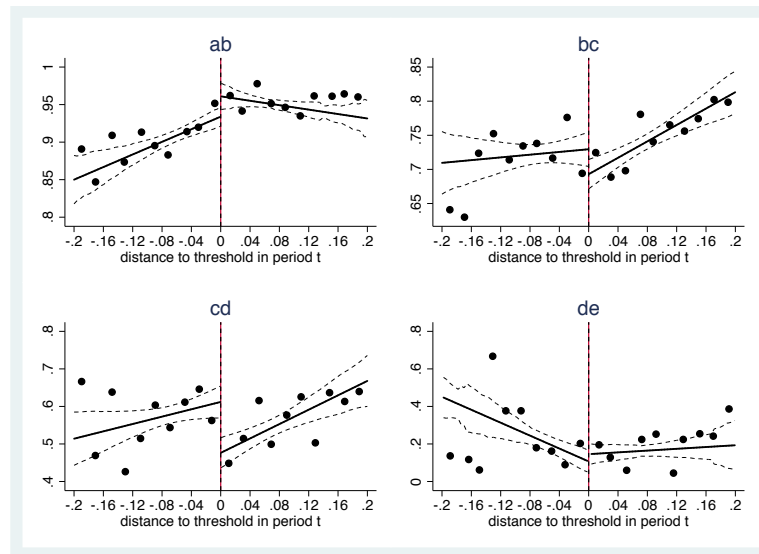 ab
1
.95
.9
.85
.8
-.2 -.16 -.12 -.08 -.04 0 .04 .08 .12 .16 .2
distance to threshold in period t
bc
.85
.8
.75
.7
.65
-.2 -.16 -.12 -.08 -.04 0 .04 .08 .12 .16 .2
distance to threshold in period t
cd
.8
.7
.6
.5
.4
-.2 -.16 -.12 -.08 -.04 0 .04 .08 .12 .16 .2
distance to threshold in period t
de
.8
.6
.4
.2
0
-.2 -.16 -.12 -.08 -.04 0 .04 .08 .12 .16 .2
distance to threshold in period t